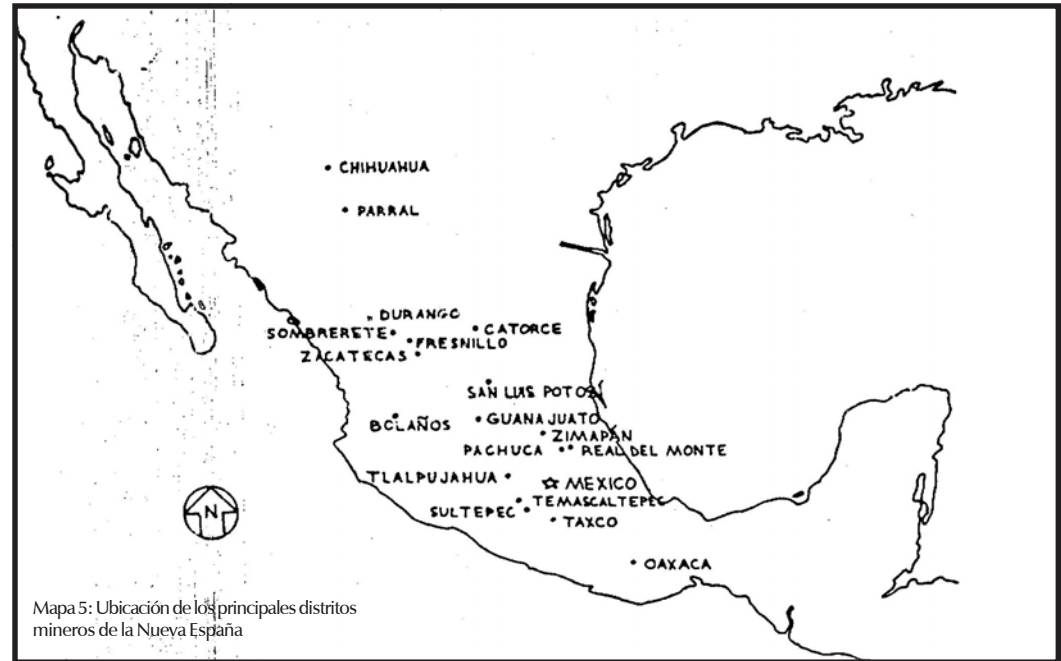 CHIHUAHUA
PARRAL
DURANGO
SOMBRERETE
CATORCE
FRESNILLO
ZACATECAS
SAN LUIS POTOSI
BOLAÑOS
GUANAJUATO
ZIMAPÁN
PACHUCA
REAL DEL MONTE
TLALPUJAHUA
MEXICO
TEMASCALTEPEC
SULTEPEC
TAXCO
N
OAXACA
Mapa 5: Ubicación de los principales distritos
mineros de la Nueva España